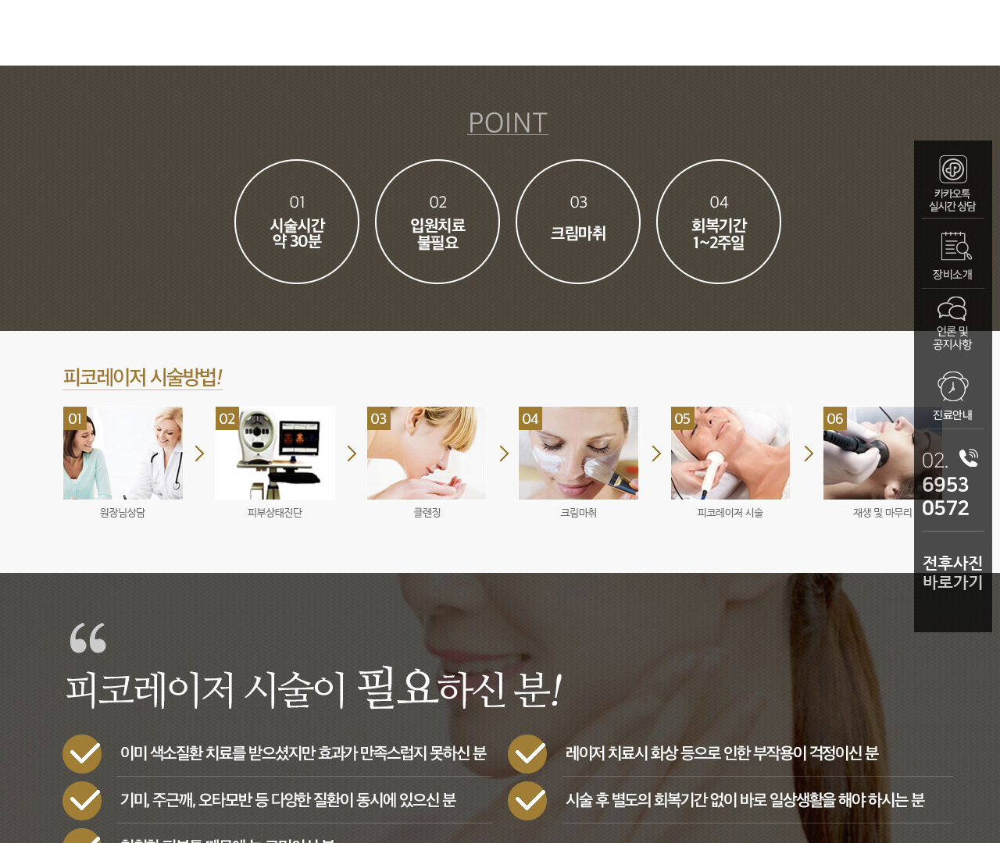 POINT
01
시술시간
약 30분
02
입원치료
불필요
03
크림마취
04
회복기간
1~2주일
카카오톡
실시간 상담
장비소개
언론 및
공지사항
진료안내
02.
6953
0572
전후사진
바로가기
피코레이저 시술방법!
01
02
03
04
05
06
원장님상담
피부상태진단
클렌징
크림마취
피코레이저 시술
재생 및 마무리
피코레이저 시술이 필요하신 분!
이미 색소질환 치료를 받으셨지만 효과가 만족스럽지 못하신 분
레이저 치료시 화상 등으로 인한 부작용이 걱정이신 분
기미, 주근깨, 오타모반 등 다양한 질환이 동시에 있으신 분
시술 후 별도의 회복기간 없이 바로 일상생활을 해야 하시는 분